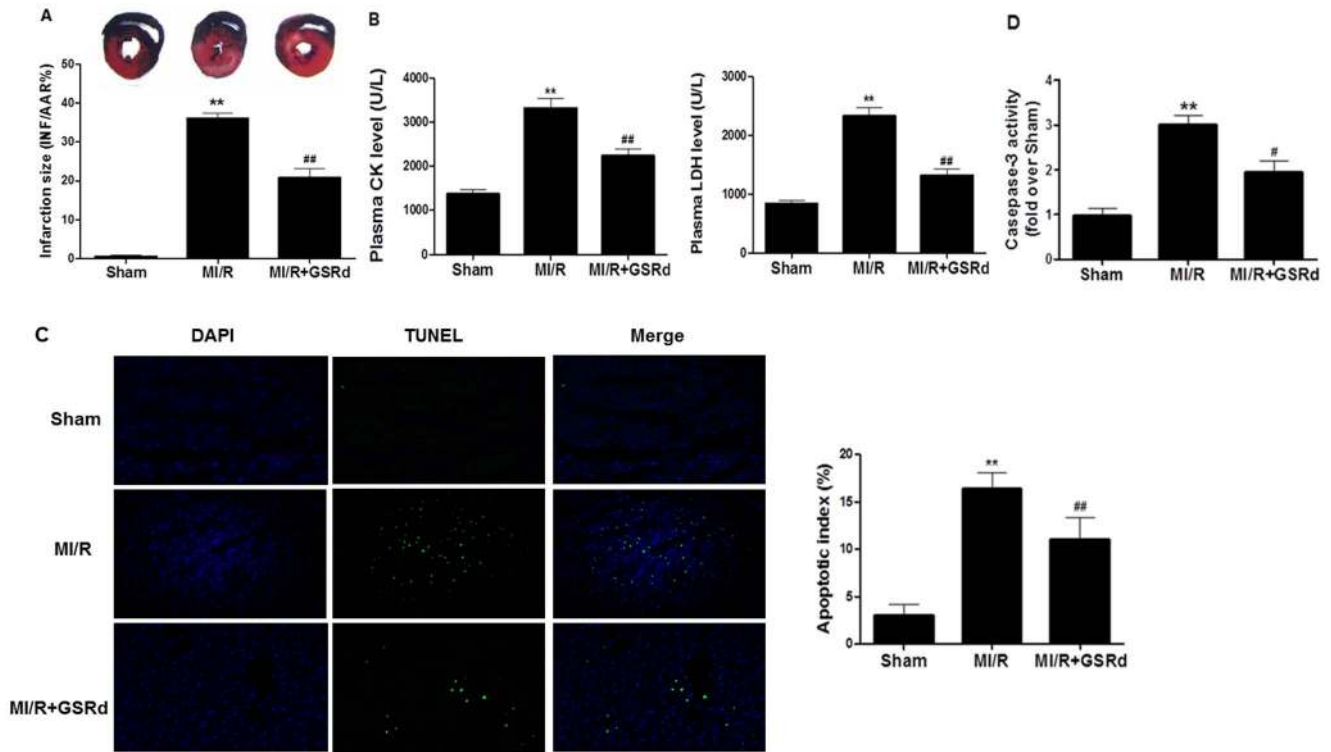 A
50
40
30
20
10
0
Infarction size (INF/AAR%)
**
##
Sham
MI/R
MI/R+GSRd
B
4000
3000
2000
1000
0
Plasma CK level (U/L)
**
##
Sham
MI/R
MI/R+GSRd
3000
2000
1000
0
Plasma LDH level (U/L)
**
##
Sham
MI/R
MI/R+GSRd
D
4
3
2
1
0
Casepase-3 activity
(fold over Sham)
**
#
Sham
MI/R
MI/R+GSRd
C
DAPI
TUNEL
Merge
Sham
MI/R
MI/R+GSRd
20
15
10
5
0
Apoptotic index (%)
**
##
Sham
MI/R
MI/R+GSRd